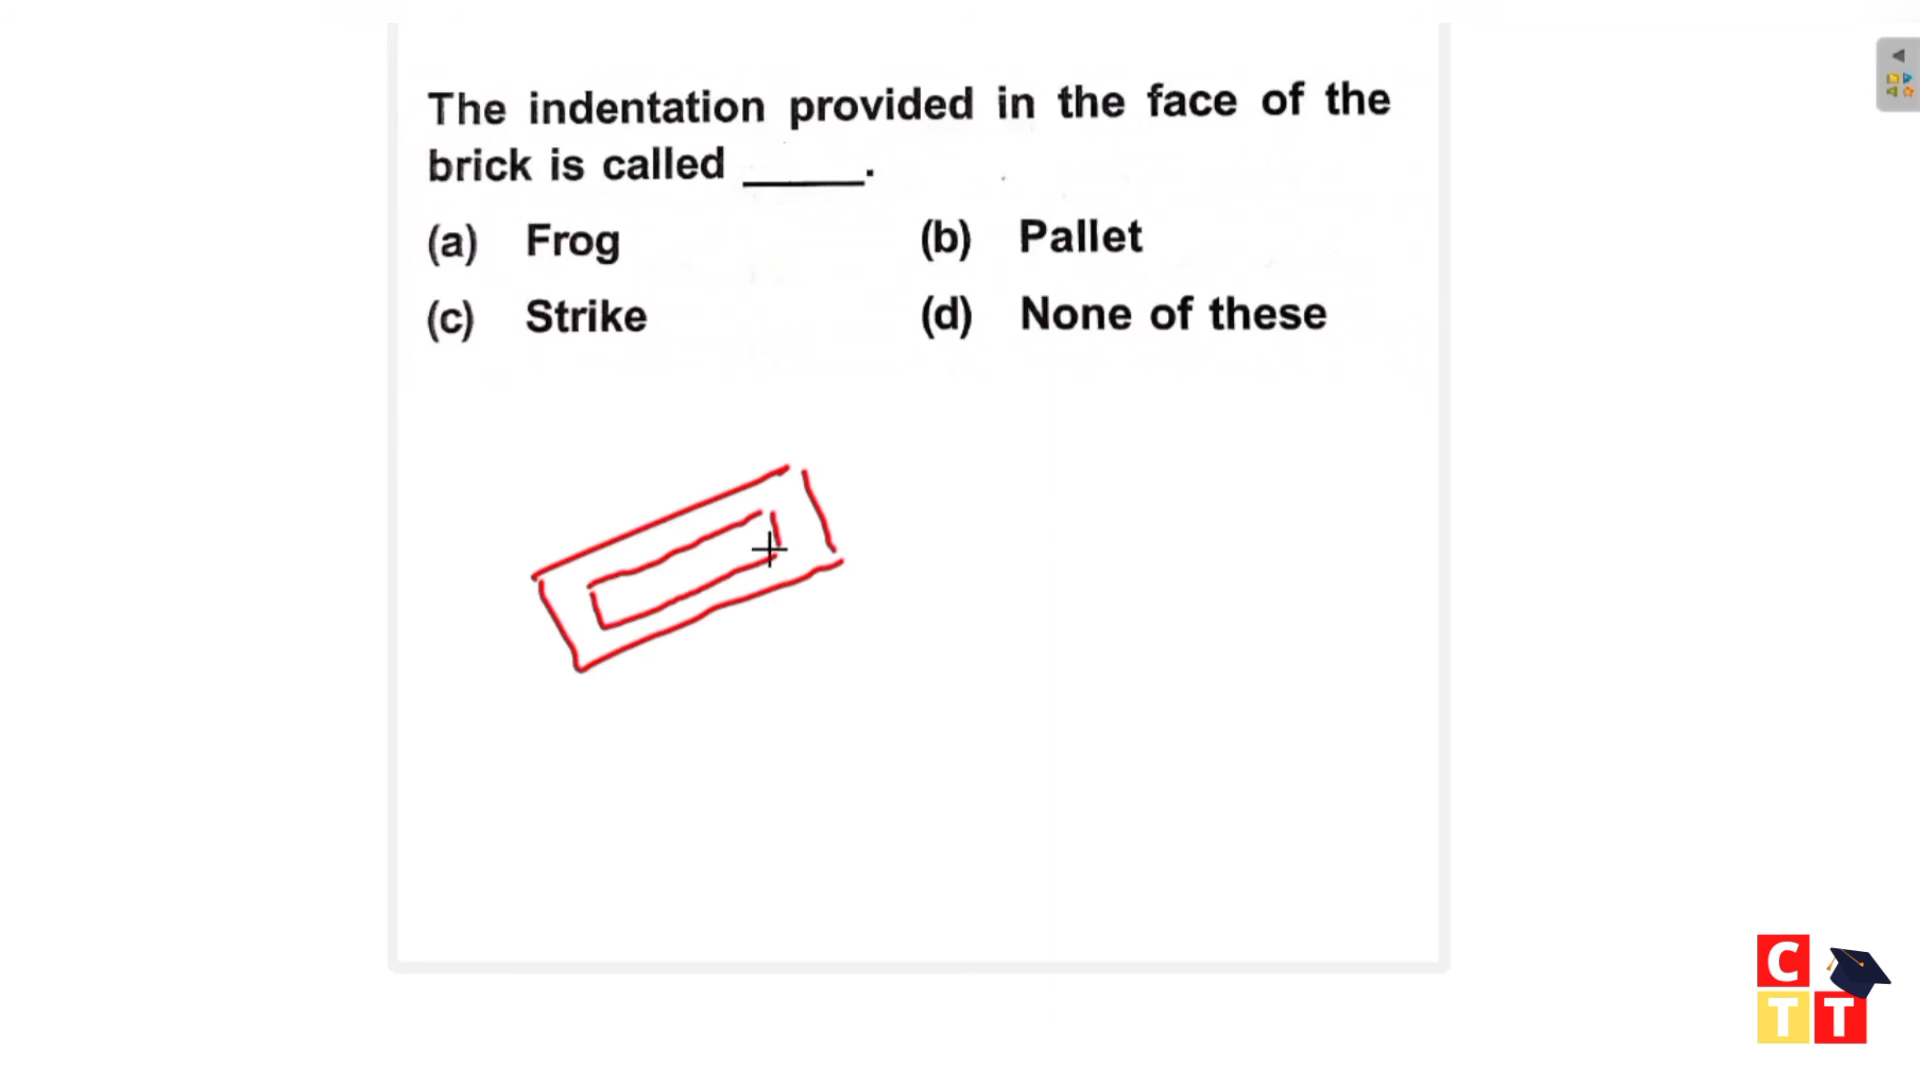 The indentation provided in the face of the
brick is called _____.
(a) Frog (b) Pallet
(c) Strike (d) None of these
C
T T